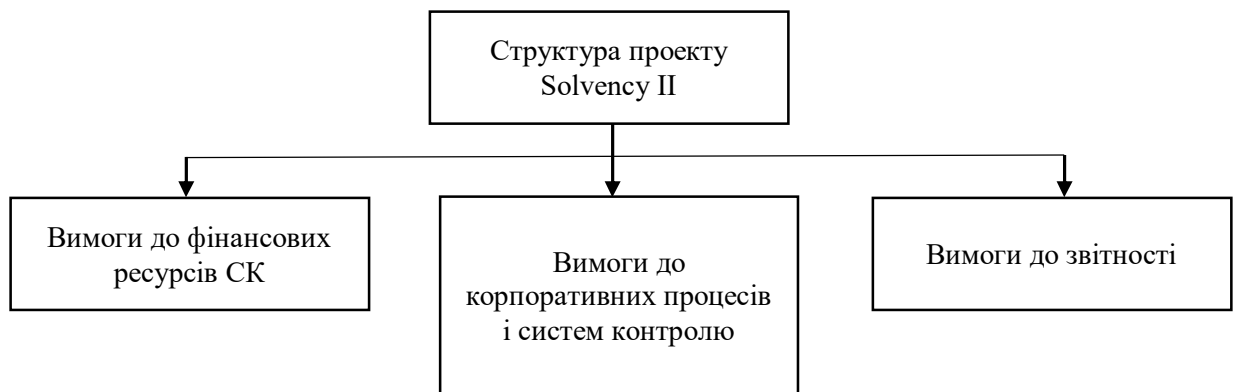 Структура проекту
Solvency II
Вимоги до фінансових
ресурсів СК
Вимоги до
корпоративних процесів
і систем контролю
Вимоги до звітності